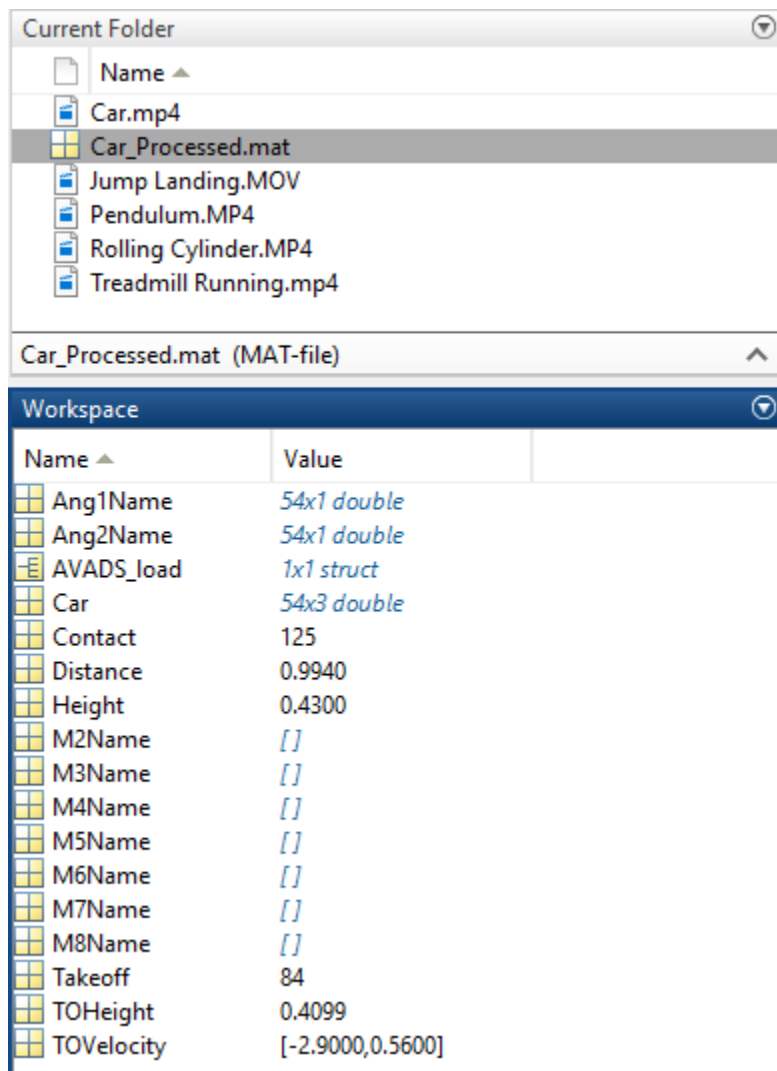 Current Folder
Name
Car.mp4
Car_Processed.mat
Jump Landing.MOV
Pendulum.MP4
Rolling Cylinder.MP4
Treadmill Running.mp4
Car_Processed.mat (MAT-file)
Workspace
Name Value
Ang1Name 54x1 double
Ang2Name 54x1 double
AVADS_load 1x1 struct
Car 54x3 double
Contact 125
Distance 0.9940
Height 0.4300
M2Name []
M3Name []
M4Name []
M5Name []
M6Name []
M7Name []
M8Name []
Takeoff 84
TOHeight 0.4099
TOVelocity [-2.9000,0.5600]